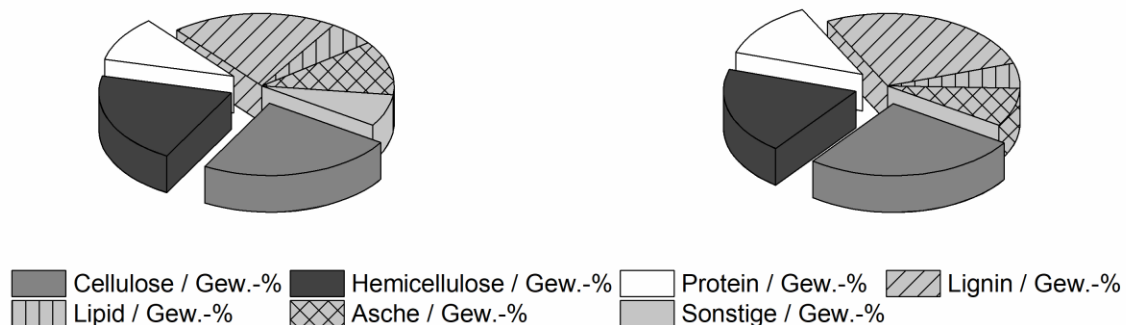 Cellulose / Gew.-% Hemicellulose / Gew.-% Protein / Gew.-% Lignin / Gew.-%
Lipid / Gew.-% Asche / Gew.-% Sonstige / Gew.-%